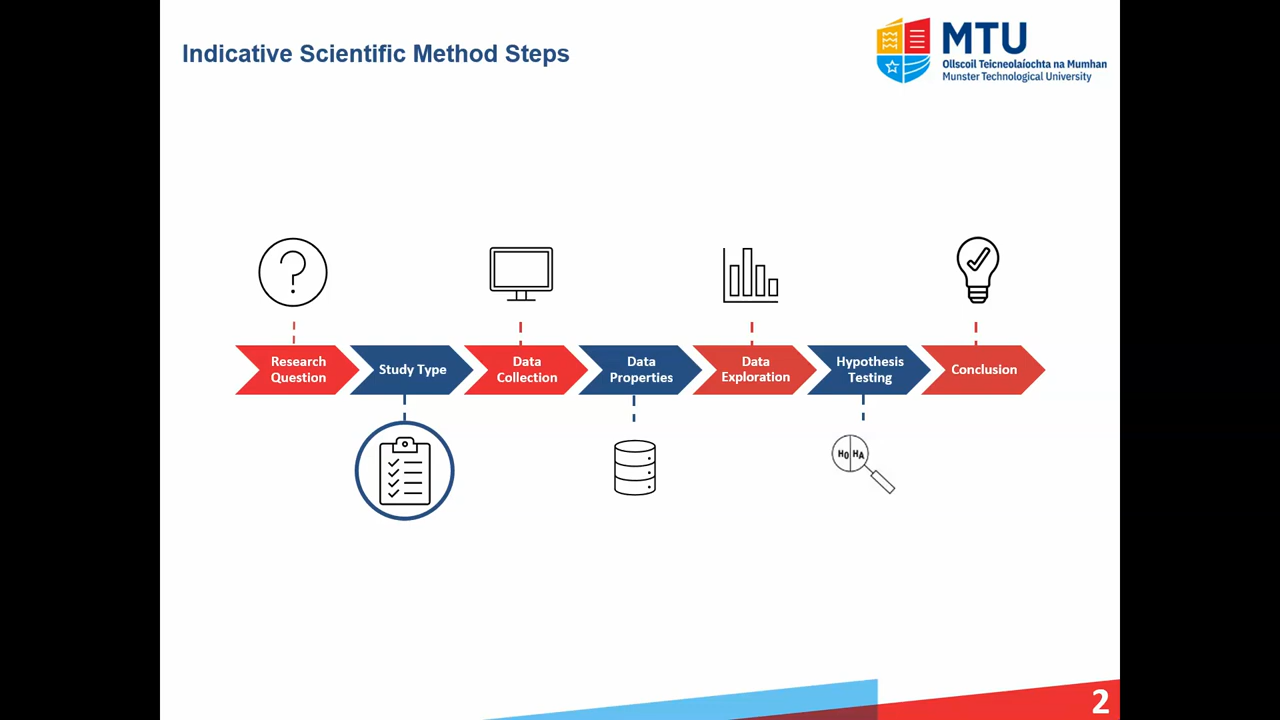 Indicative Scientific Method Steps
MTU
Ollscoil Teicneolaíochta na Mumhan
Munster Technological University
Research
Question
Study Type
Data
Collection
Data
Properties
Data
Exploration
Hypothesis
Testing
Conclusion
H0 HA
2